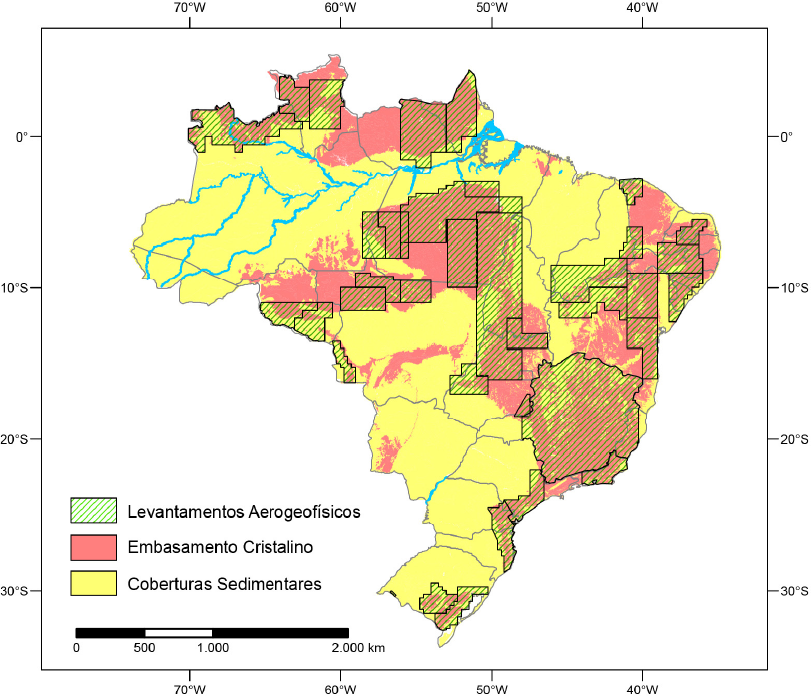 70°W 60°W 50°W 40°W
0° 0°
10°S 10°S
20°S 20°S
Levantamentos Aerogeofísicos
Embasamento Cristalino
Coberturas Sedimentares
30°S 30°S
0 500 1.000 2.000 km
70°W 60°W 50°W 40°W